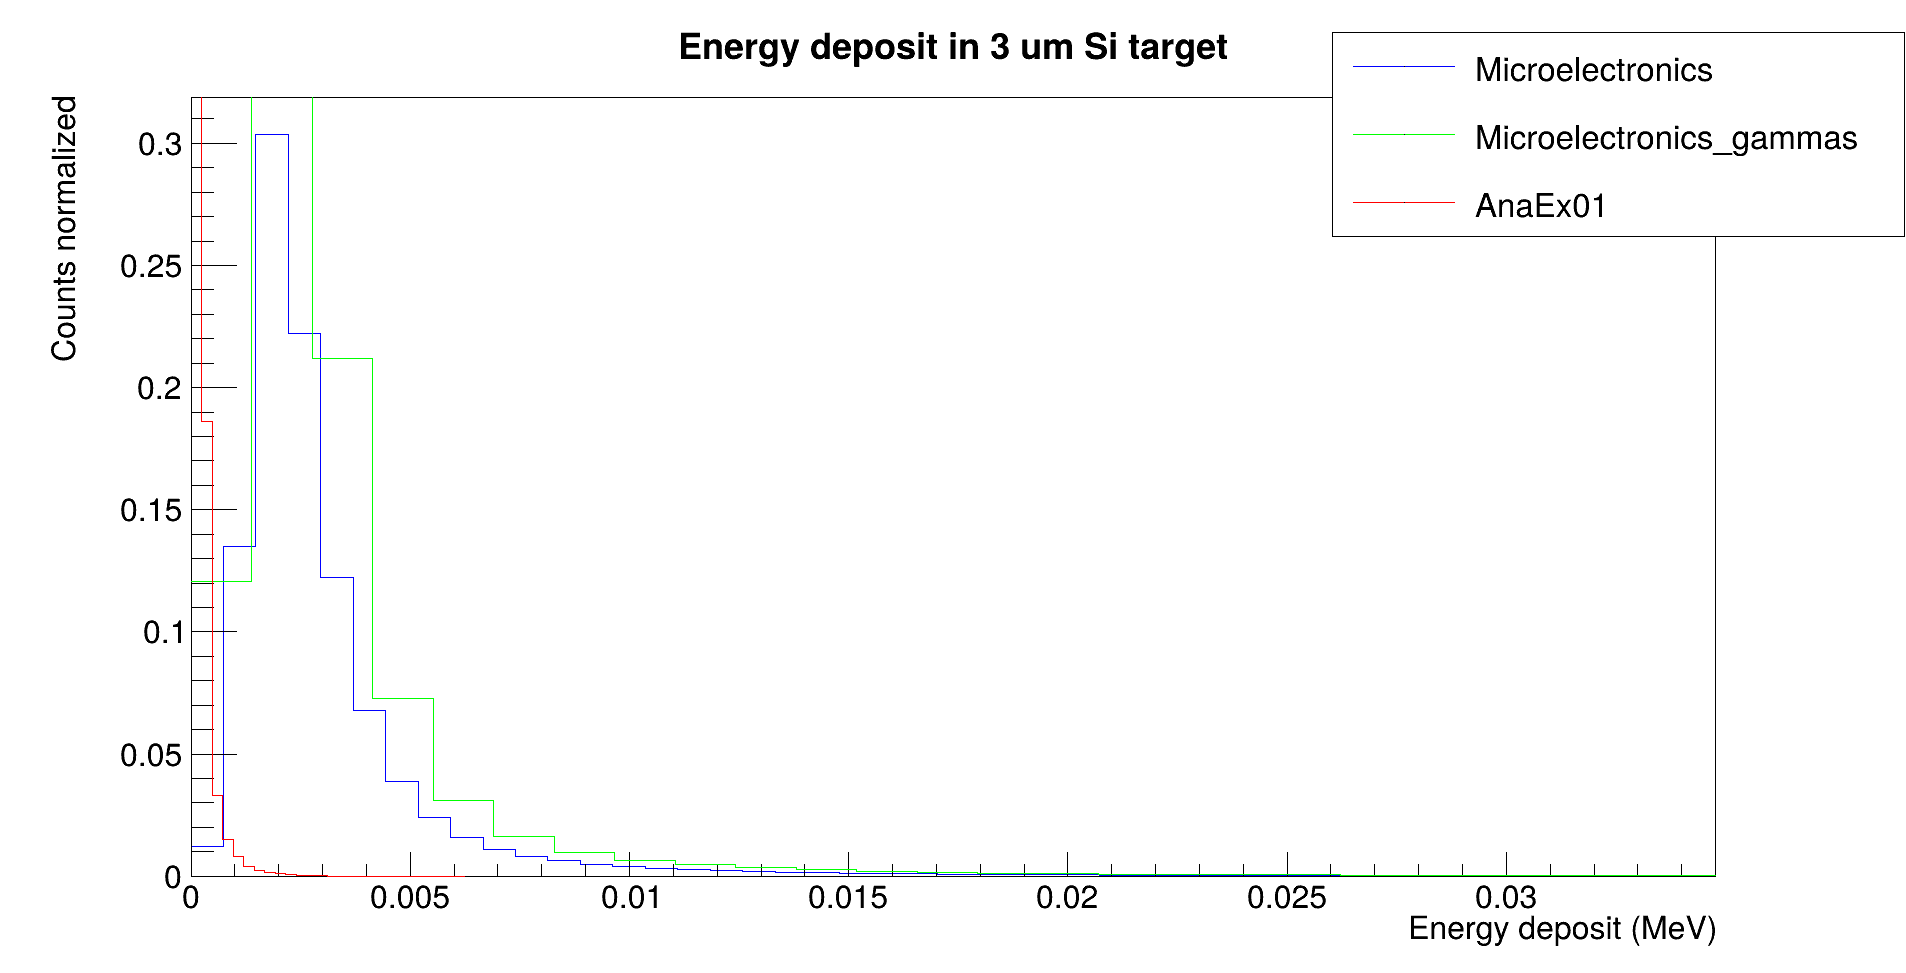 Energy deposit in 3 um Si target
Microelectronics
Microelectronics_gammas
AnaEx01
Counts normalized
0.3
0.25
0.2
0.15
0.1
0.05
0
0 0.005 0.01 0.015 0.02 0.025 0.03
Energy deposit (MeV)